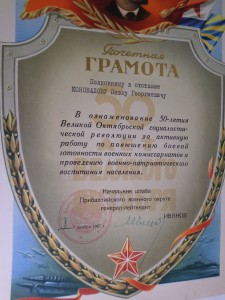 Почетная
ГРАМОТА
Полковнику в отставке
КОНОВАЛОВУ Георгиевичу
В ознаменование 50-летия
Великой Октябрьской социалисти-
ческой революции за активную
работу по повышению боевой
готовности военных комиссариатов и
проведению военно-патриотического
воспитания населения.
Начальник штаба
Прибалтийского военного округа
генерал-лейтенант
ИВАНОВ